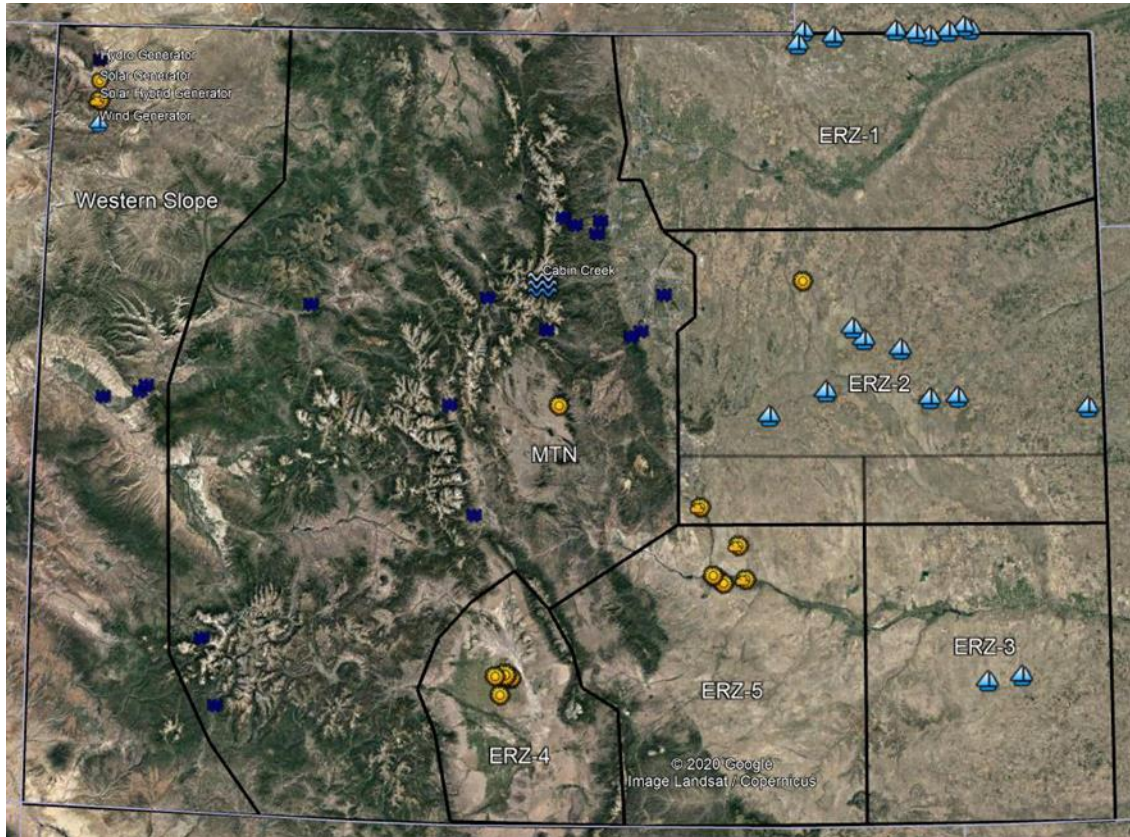 Hydro Generator
Solar Generator
Solar Hybrid Generator
Wind Generator
ERZ-1
Western Slope
Cabin Creek
ERZ-2
MTN
ERZ-3
ERZ-5
ERZ-4
© 2020 Google
Image Landsat / Copernicus